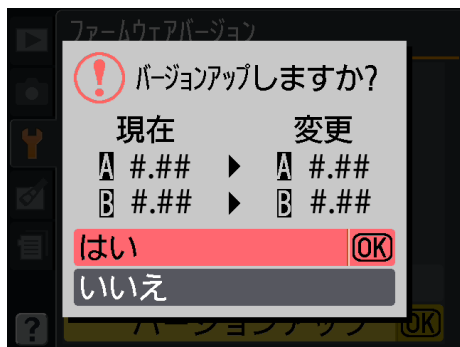 ファームウェアバージョン
バージョンアップしますか?
現在 変更
A #.## ▶ A #.##
B #.## ▶ B #.##
はい OK
いいえ
? バージョンアップ OK